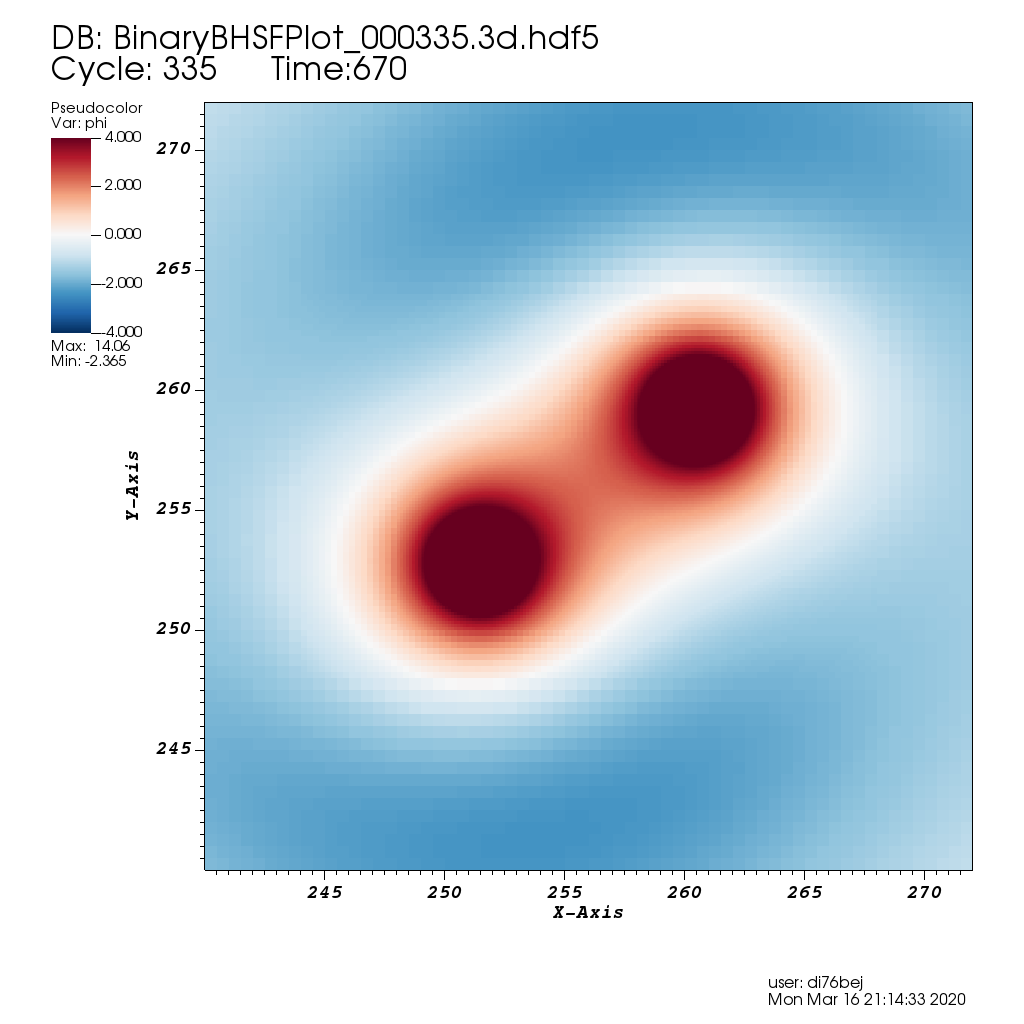 DB: BinaryBHSFPlot_000335.3d.hdf5
Cycle: 335 Time:670
Pseudocolor
Var: phi
4.000
2.000
0.000
-2.000
-4.000
Max: 14.06
Min: -2.365
270
265
260
255
250
245
Y-Axis
245 250 255 260 265 270
X-Axis
user: di76bej
Mon Mar 16 21:14:33 2020